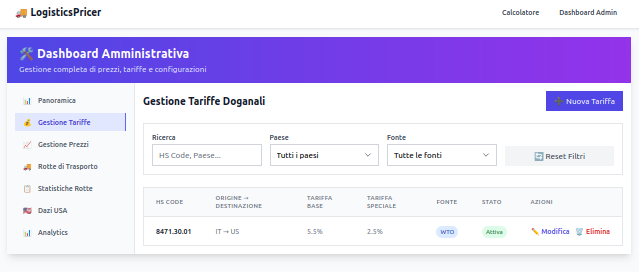 LogisticsPricer
Calcolatore
Dashboard Admin
Dashboard Amministrativa
Gestione completa di prezzi, tariffe e configurazioni
Panoramica
Gestione Tariffe
Gestione Prezzi
Rotte di Trasporto
Statistiche Rotte
Dazi USA
Analytics
Gestione Tariffe Doganali
Nuova Tariffa
Ricerca
Paese
Fonte
HS Code, Paese...
Tutti i paesi
Tutte le fonti
Reset Filtri
HS CODE
ORIGINE →
DESTINAZIONE
TARIFFA
BASE
TARIFFA
SPECIALE
FONTE
STATO
AZIONI
8471.30.01
IT → US
5.5%
2.5%
WTO
Attiva
Modifica
Elimina